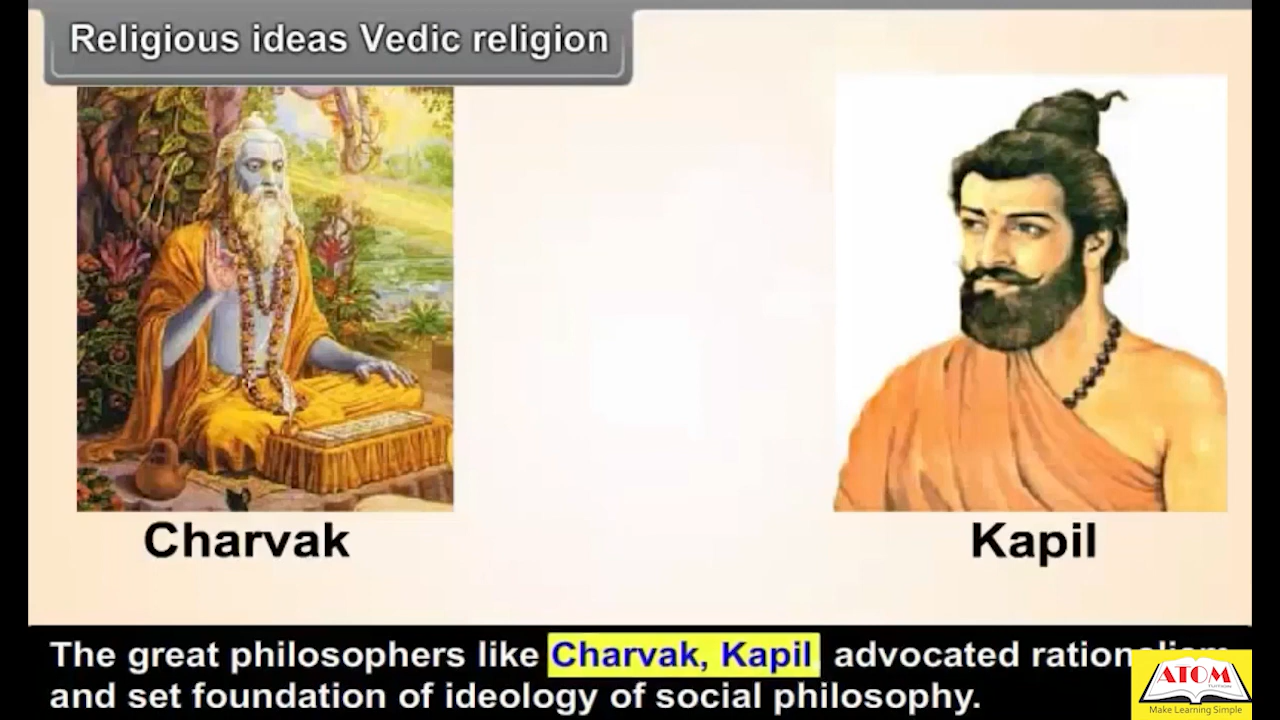 Religious ideas Vedic religion
Charvak
Kapil
The great philosophers like Charvak, Kapil advocated rationalism
and set foundation of ideology of social philosophy.
ATOM
Make Learning Simple